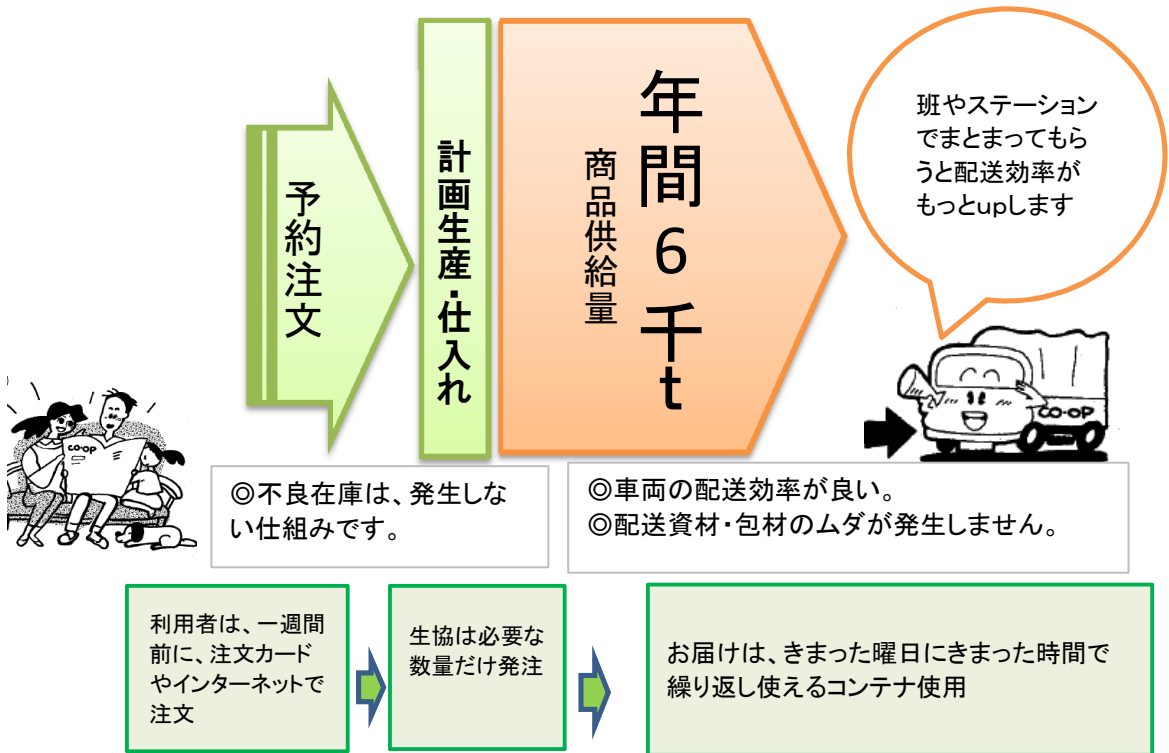 予約注文
計画生産・仕入れ
年間6千t
商品供給量
班やステーション
でまとまってもら
うと配送効率が
もっとupします
CO-OP
CO-OP
◎不良在庫は、発生しな
い仕組みです。
◎車両の配送効率が良い。
◎配送資材・包材のムダが発生しません。
利用者は、一週間
前に、注文カード
やインターネットで
注文
生協は必要な
数量だけ発注
お届けは、きまった曜日にきまった時間で
繰り返し使えるコンテナ使用